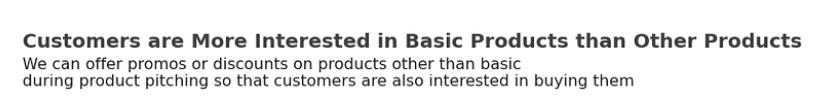 Customers are More Interested in Basic Products than Other Products
We can offer promos or discounts on products other than basic
during product pitching so that customers are also interested in buying them